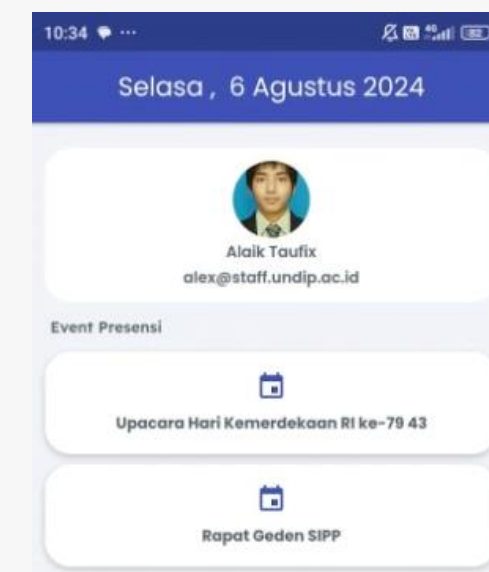 10:34
Selasa , 6 Agustus 2024
Alaik Taufix
alex@staff.undip.ac.id
Event Presensi
Upacara Hari Kemerdekaan RI ke-79 43
Rapat Geden SIPP